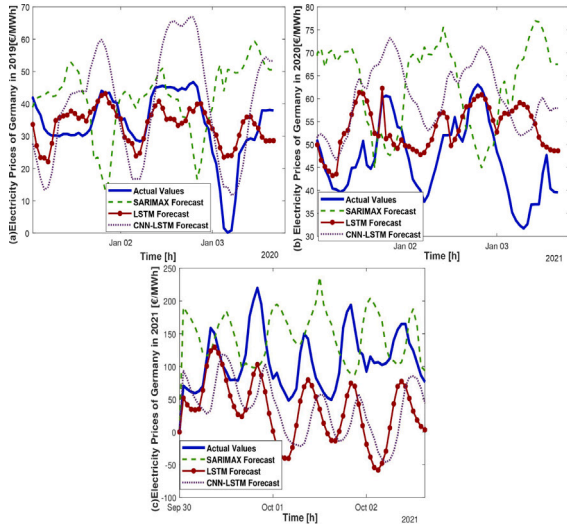 (a)Electricity Prices of Germany in 2019[€/MWh]
70
60
50
40
30
20
10
0
Actual Values
SARIMAX Forecast
LSTM Forecast
CNN-LSTM Forecast
Jan 02
Jan 03
Time [h]
2020
(b) Electricity Prices of Germany in 2020[€/MWh]
80
75
70
65
60
55
50
45
40
35
30
Actual Values
SARIMAX Forecast
LSTM Forecast
CNN-LSTM Forecast
Jan 02
Jan 03
Time [h]
2021
(c)Electricity Prices of Germany in 2021 [€/MWh]
250
200
150
100
50
0
-50
-100
Actual Values
SARIMAX Forecast
LSTM Forecast
CNN-LSTM Forecast
Sep 30
Oct 01
Oct 02
Time [h]
2021